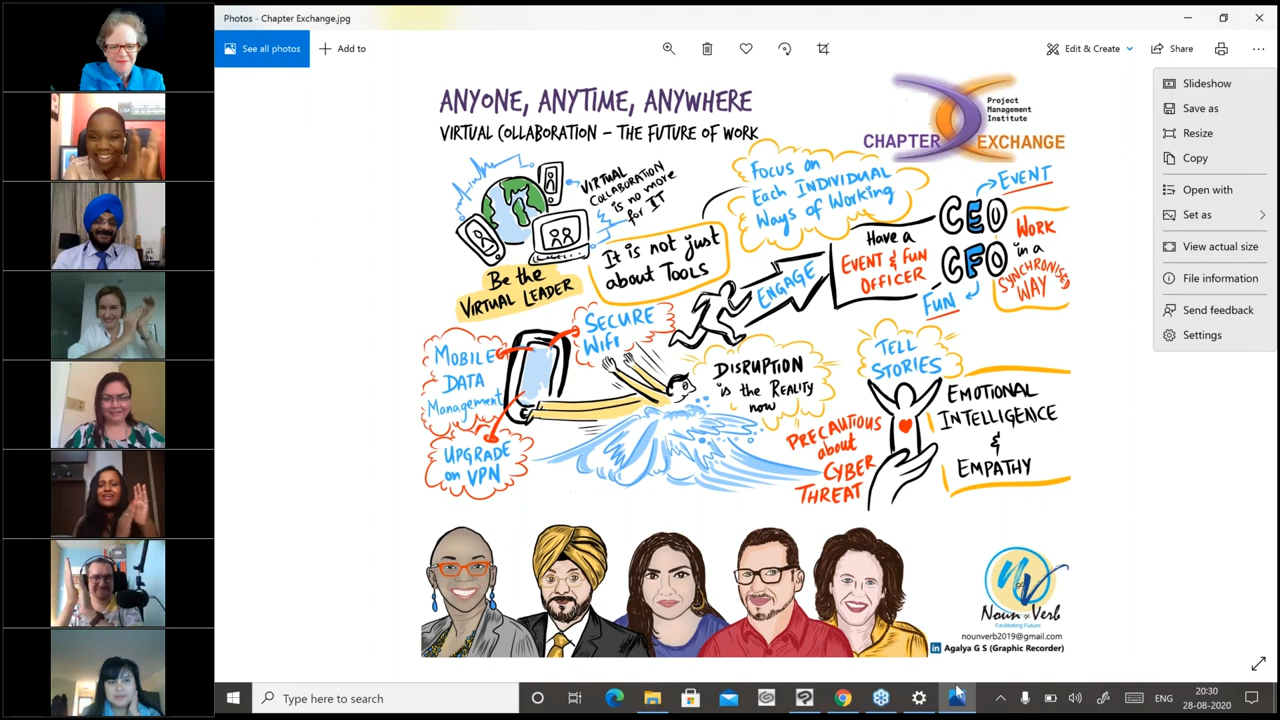 Photos - Chapter Exchange.jpg
See all photos
Add to
Edit & Create
Share
Slideshow
Save as
Resize
Copy
Open with
Set as
View actual size
File information
Send feedback
Settings
ANYONE, ANYTIME, ANYWHERE
VIRTUAL COLLABORATION – THE FUTURE OF WORK
Project
Management
Institute
CHAPTER EXCHANGE
VIRTUAL
COLLABORATION
is no more
for IT
Be the
VIRTUAL LEADER
It is not just
about TOOLS
FOCUS on
Each INDIVIDUAL
Ways of Working
ENGAGE
Have a
EVENT & FUN
OFFICER
CEO
EVENT
CFO
FUN
WORK
in a
SYNCHRONISED
WAY
MOBILE
DATA
Management
SECURE
WiFi
UPGRADE
on VPN
DISRUPTION
is the REALITY
now
TELL
STORIES
PRECAUTIOUS
about
CYBER
THREAT
EMOTIONAL
INTELLIGENCE
&
EMPATHY
NV
Noun & Verb
Facilitating Future
nounverb2019@gmail.com
in Agalya G S (Graphic Recorder)
Type here to search
ENG
20:30
28-08-2020